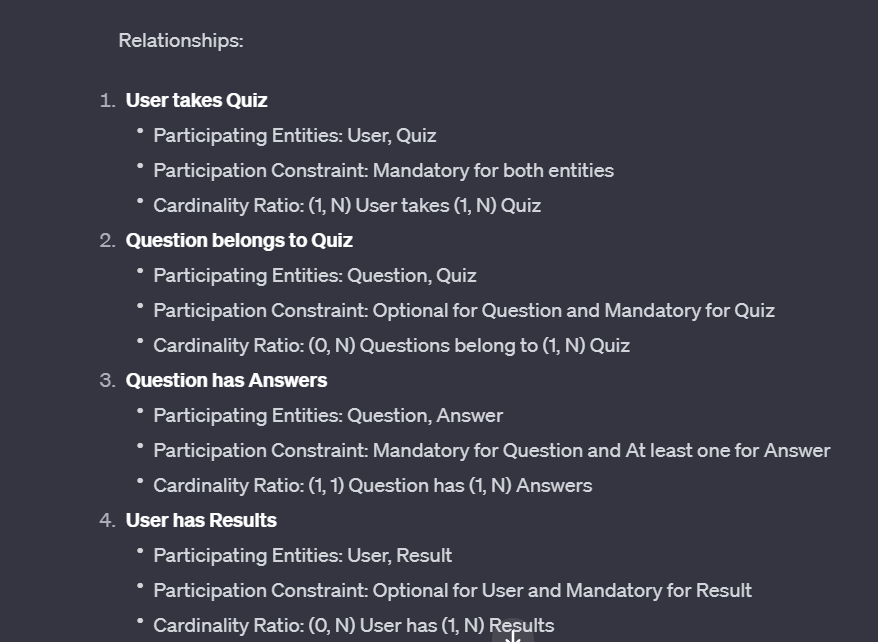 Relationships:
1. User takes Quiz
• Participating Entities: User, Quiz
• Participation Constraint: Mandatory for both entities
• Cardinality Ratio: (1, N) User takes (1, N) Quiz
2. Question belongs to Quiz
• Participating Entities: Question, Quiz
• Participation Constraint: Optional for Question and Mandatory for Quiz
• Cardinality Ratio: (0, N) Questions belong to (1, N) Quiz
3. Question has Answers
• Participating Entities: Question, Answer
• Participation Constraint: Mandatory for Question and At least one for Answer
• Cardinality Ratio: (1, 1) Question has (1, N) Answers
4. User has Results
• Participating Entities: User, Result
• Participation Constraint: Optional for User and Mandatory for Result
• Cardinality Ratio: (0, N) User has (1, N) Results